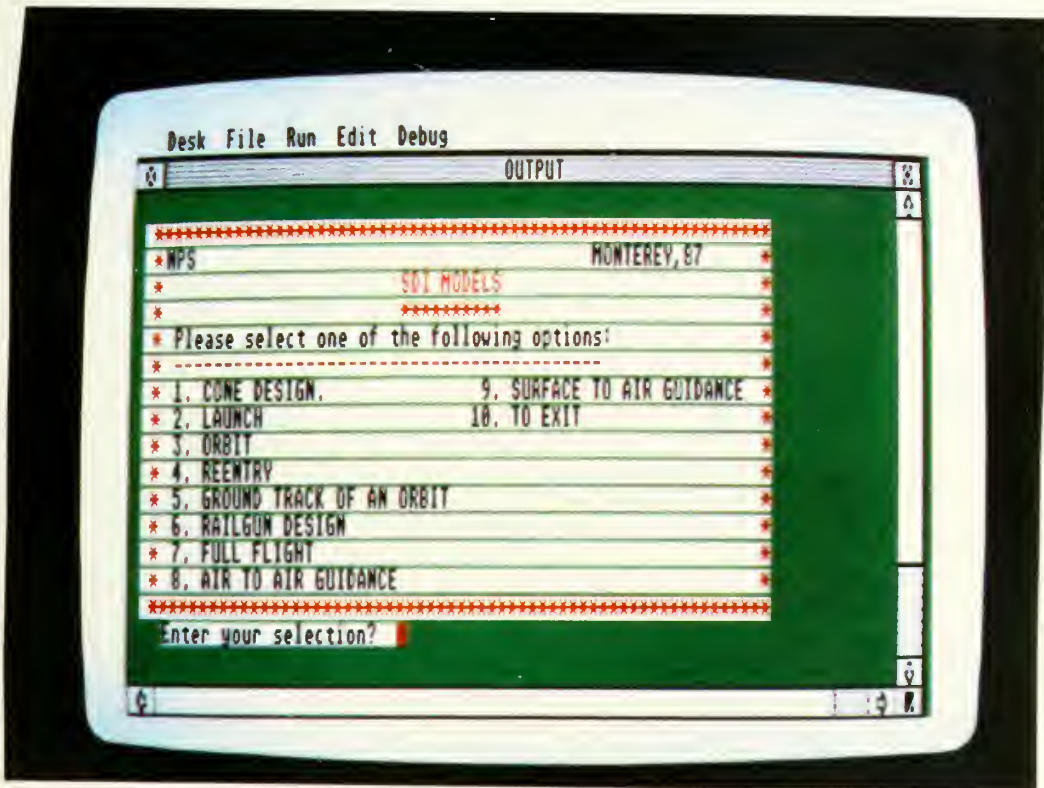 Desk File Run Edit Debug
OUTPUT
*****************************************************
*NPS MONTEREY,87 *
* SDI MODELS *
* ********** *
* Please select one of the following options: *
* -------------------------------------------- *
* 1. CONE DESIGN. 9. SURFACE TO AIR GUIDANCE *
* 2. LAUNCH 10. TO EXIT *
* 3. ORBIT *
* 4. REENTRY *
* 5. GROUND TRACK OF AN ORBIT *
* 6. RAILGUN DESIGN *
* 7. FULL FLIGHT *
* 8. AIR TO AIR GUIDANCE *
*****************************************************
Enter your selection?